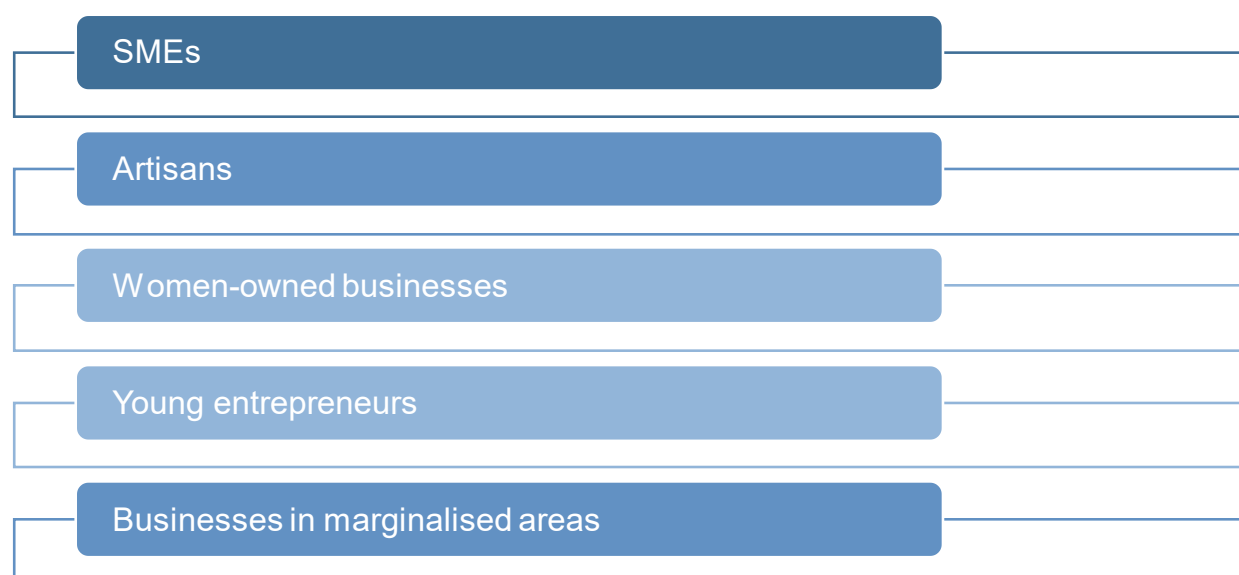 SMEs
Artisans
Women-owned businesses
Young entrepreneurs
Businesses in marginalised areas